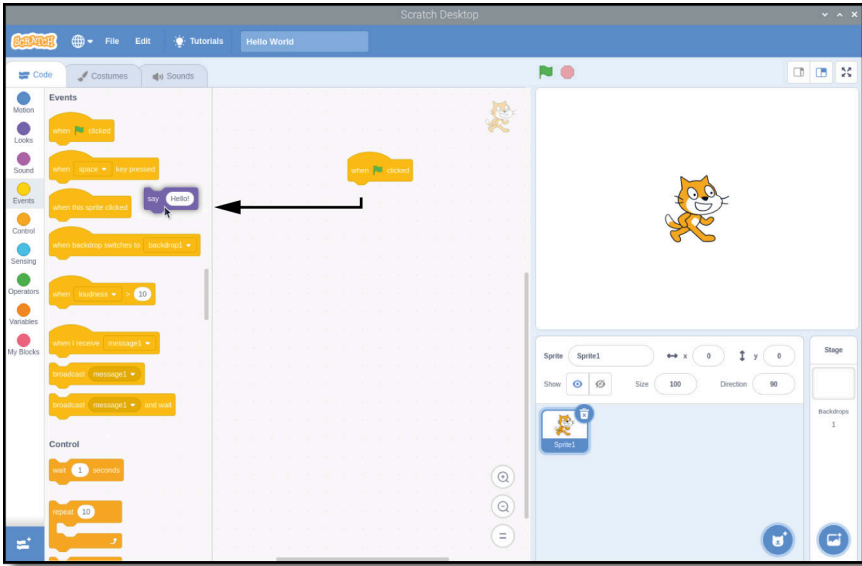 Scratch Desktop
SCRATCH File Edit Tutorials Hello World
Code Costumes Sounds
Motion
Looks
Sound
Events
Control
Sensing
Operators
Variables
My Blocks
Events
when clicked
when space key pressed
when this sprite clicked
say Hello!
when backdrop switches to backdrop1
when loudness > 10
when I receive message1
broadcast message1
broadcast message1 and wait
Control
wait 1 seconds
repeat 10
when clicked
Sprite Sprite1 x 0 y 0
Show Size 100 Direction 90
Sprite1
Stage
Backdrops
1